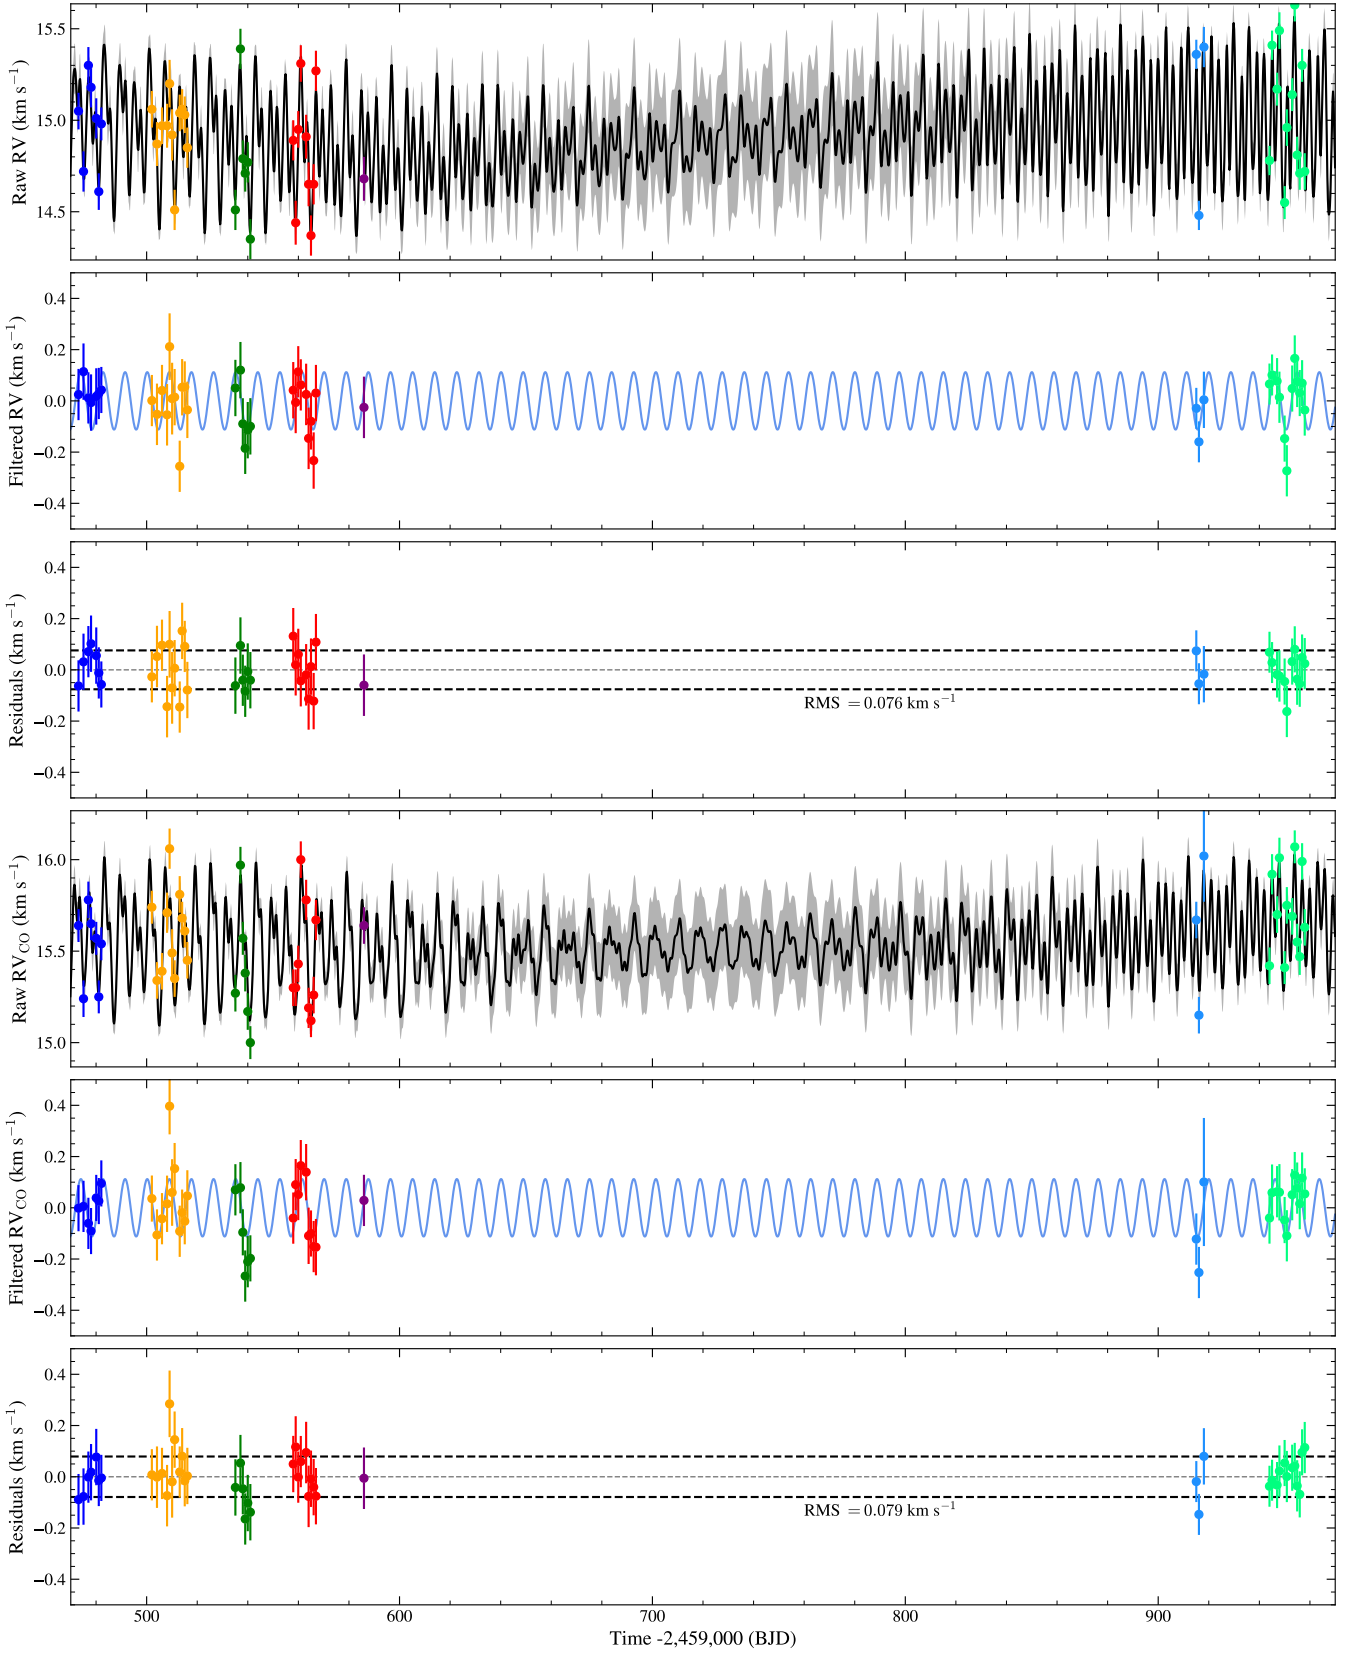 15.5
15.0
14.5
Raw RV (km s⁻¹)
0.4
0.2
0.0
−0.2
−0.4
Filtered RV (km s⁻¹)
0.4
0.2
0.0
−0.2
−0.4
Residuals (km s⁻¹)
RMS = 0.076 km s⁻¹
16.0
15.5
15.0
Raw RV_CO (km s⁻¹)
0.4
0.2
0.0
−0.2
−0.4
Filtered RV_CO (km s⁻¹)
0.4
0.2
0.0
−0.2
−0.4
Residuals (km s⁻¹)
RMS = 0.079 km s⁻¹
500 600 700 800 900
Time -2,459,000 (BJD)